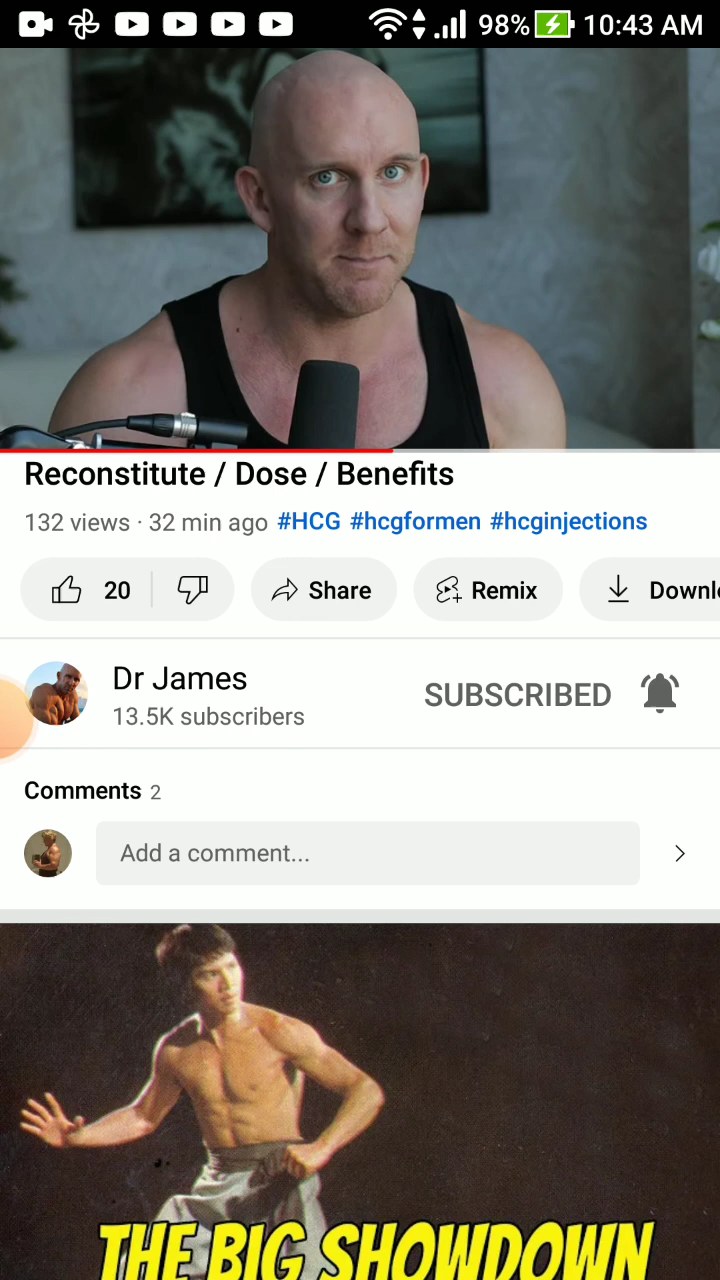 98% 10:43 AM
Reconstitute / Dose / Benefits
132 views · 32 min ago #HCG #hcgformen #hcginjections
20 Share Remix Downlo
Dr James
13.5K subscribers
SUBSCRIBED
Comments 2
Add a comment...
THE BIG SHOWDOWN